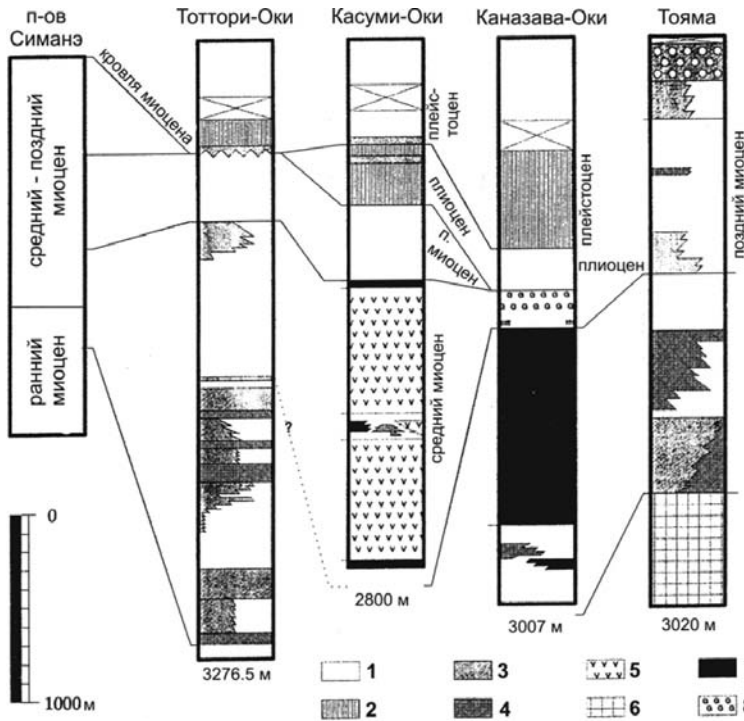 п-ов
Симанэ
Тоттори-Оки
Касуми-Оки
Каназава-Оки
Тояма
кровля миоцена
средний - поздний
миоцен
ранний
миоцен
?
плейс-
тоцен
плиоцен
п. миоцен
средний миоцен
плейстоцен
плиоцен
поздний миоцен
0
1000 м
3276.5 м
2800 м
3007 м
3020 м
1
2
3
4
5
6